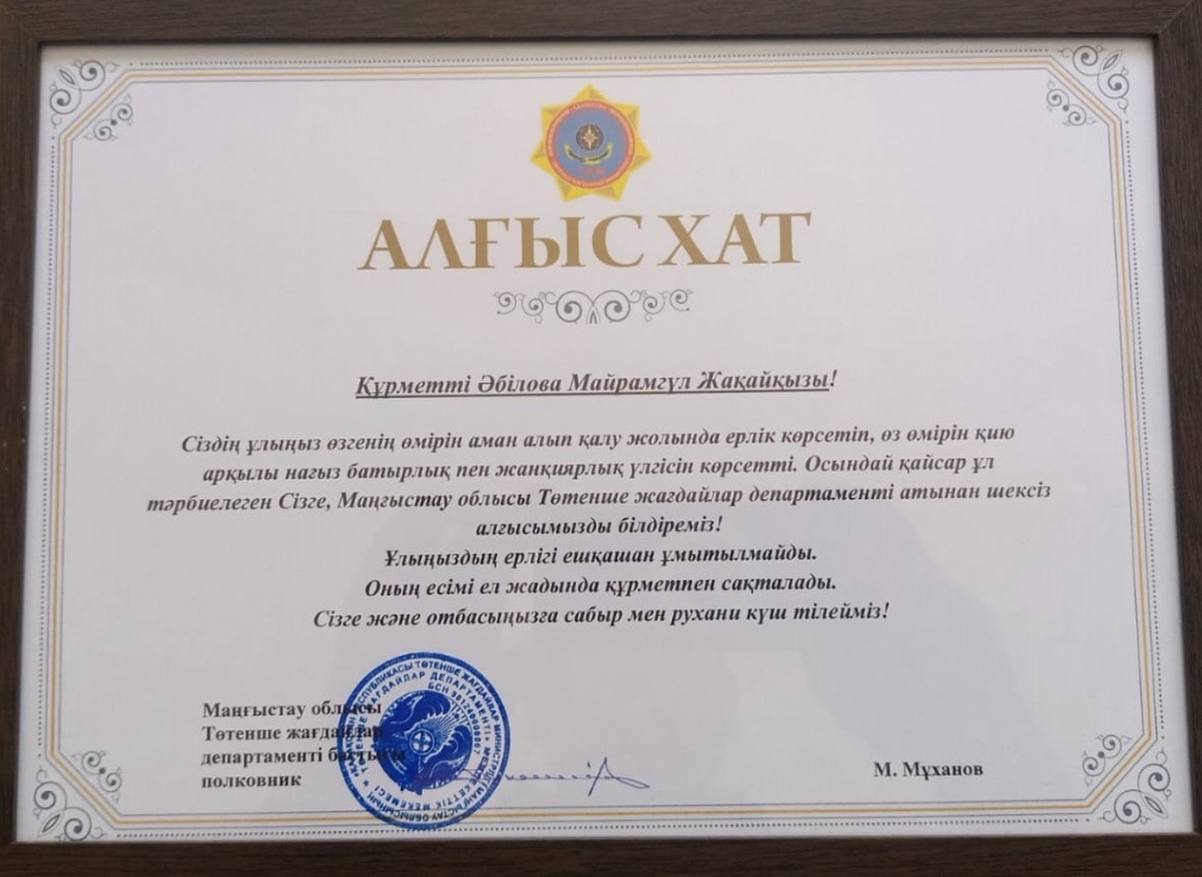 АЛҒЫС ХАТ
Құрметті Әбілова Майрамгүл Жақайқызы!
Сіздің ұлыңыз өзгенің өмірін аман алып қалу жолында ерлік көрсетіп, өз өмірін қию
арқылы нағыз батырлық пен жанқиярлық үлгісін көрсетті. Осындай қайсар ұл
тәрбиелеген Сізге, Маңғыстау облысы Төтенше жағдайлар департаменті атынан шексіз
алғысымызды білдіреміз!
Ұлыңыздың ерлігі ешқашан ұмытылмайды.
Оның есімі ел жадында құрметпен сақталады.
Сізге және отбасыңызға сабыр мен рухани күш тілейміз!
Маңғыстау облысы
Төтенше жағдайлар
департаменті бастығы
полковник
М. Мұханов